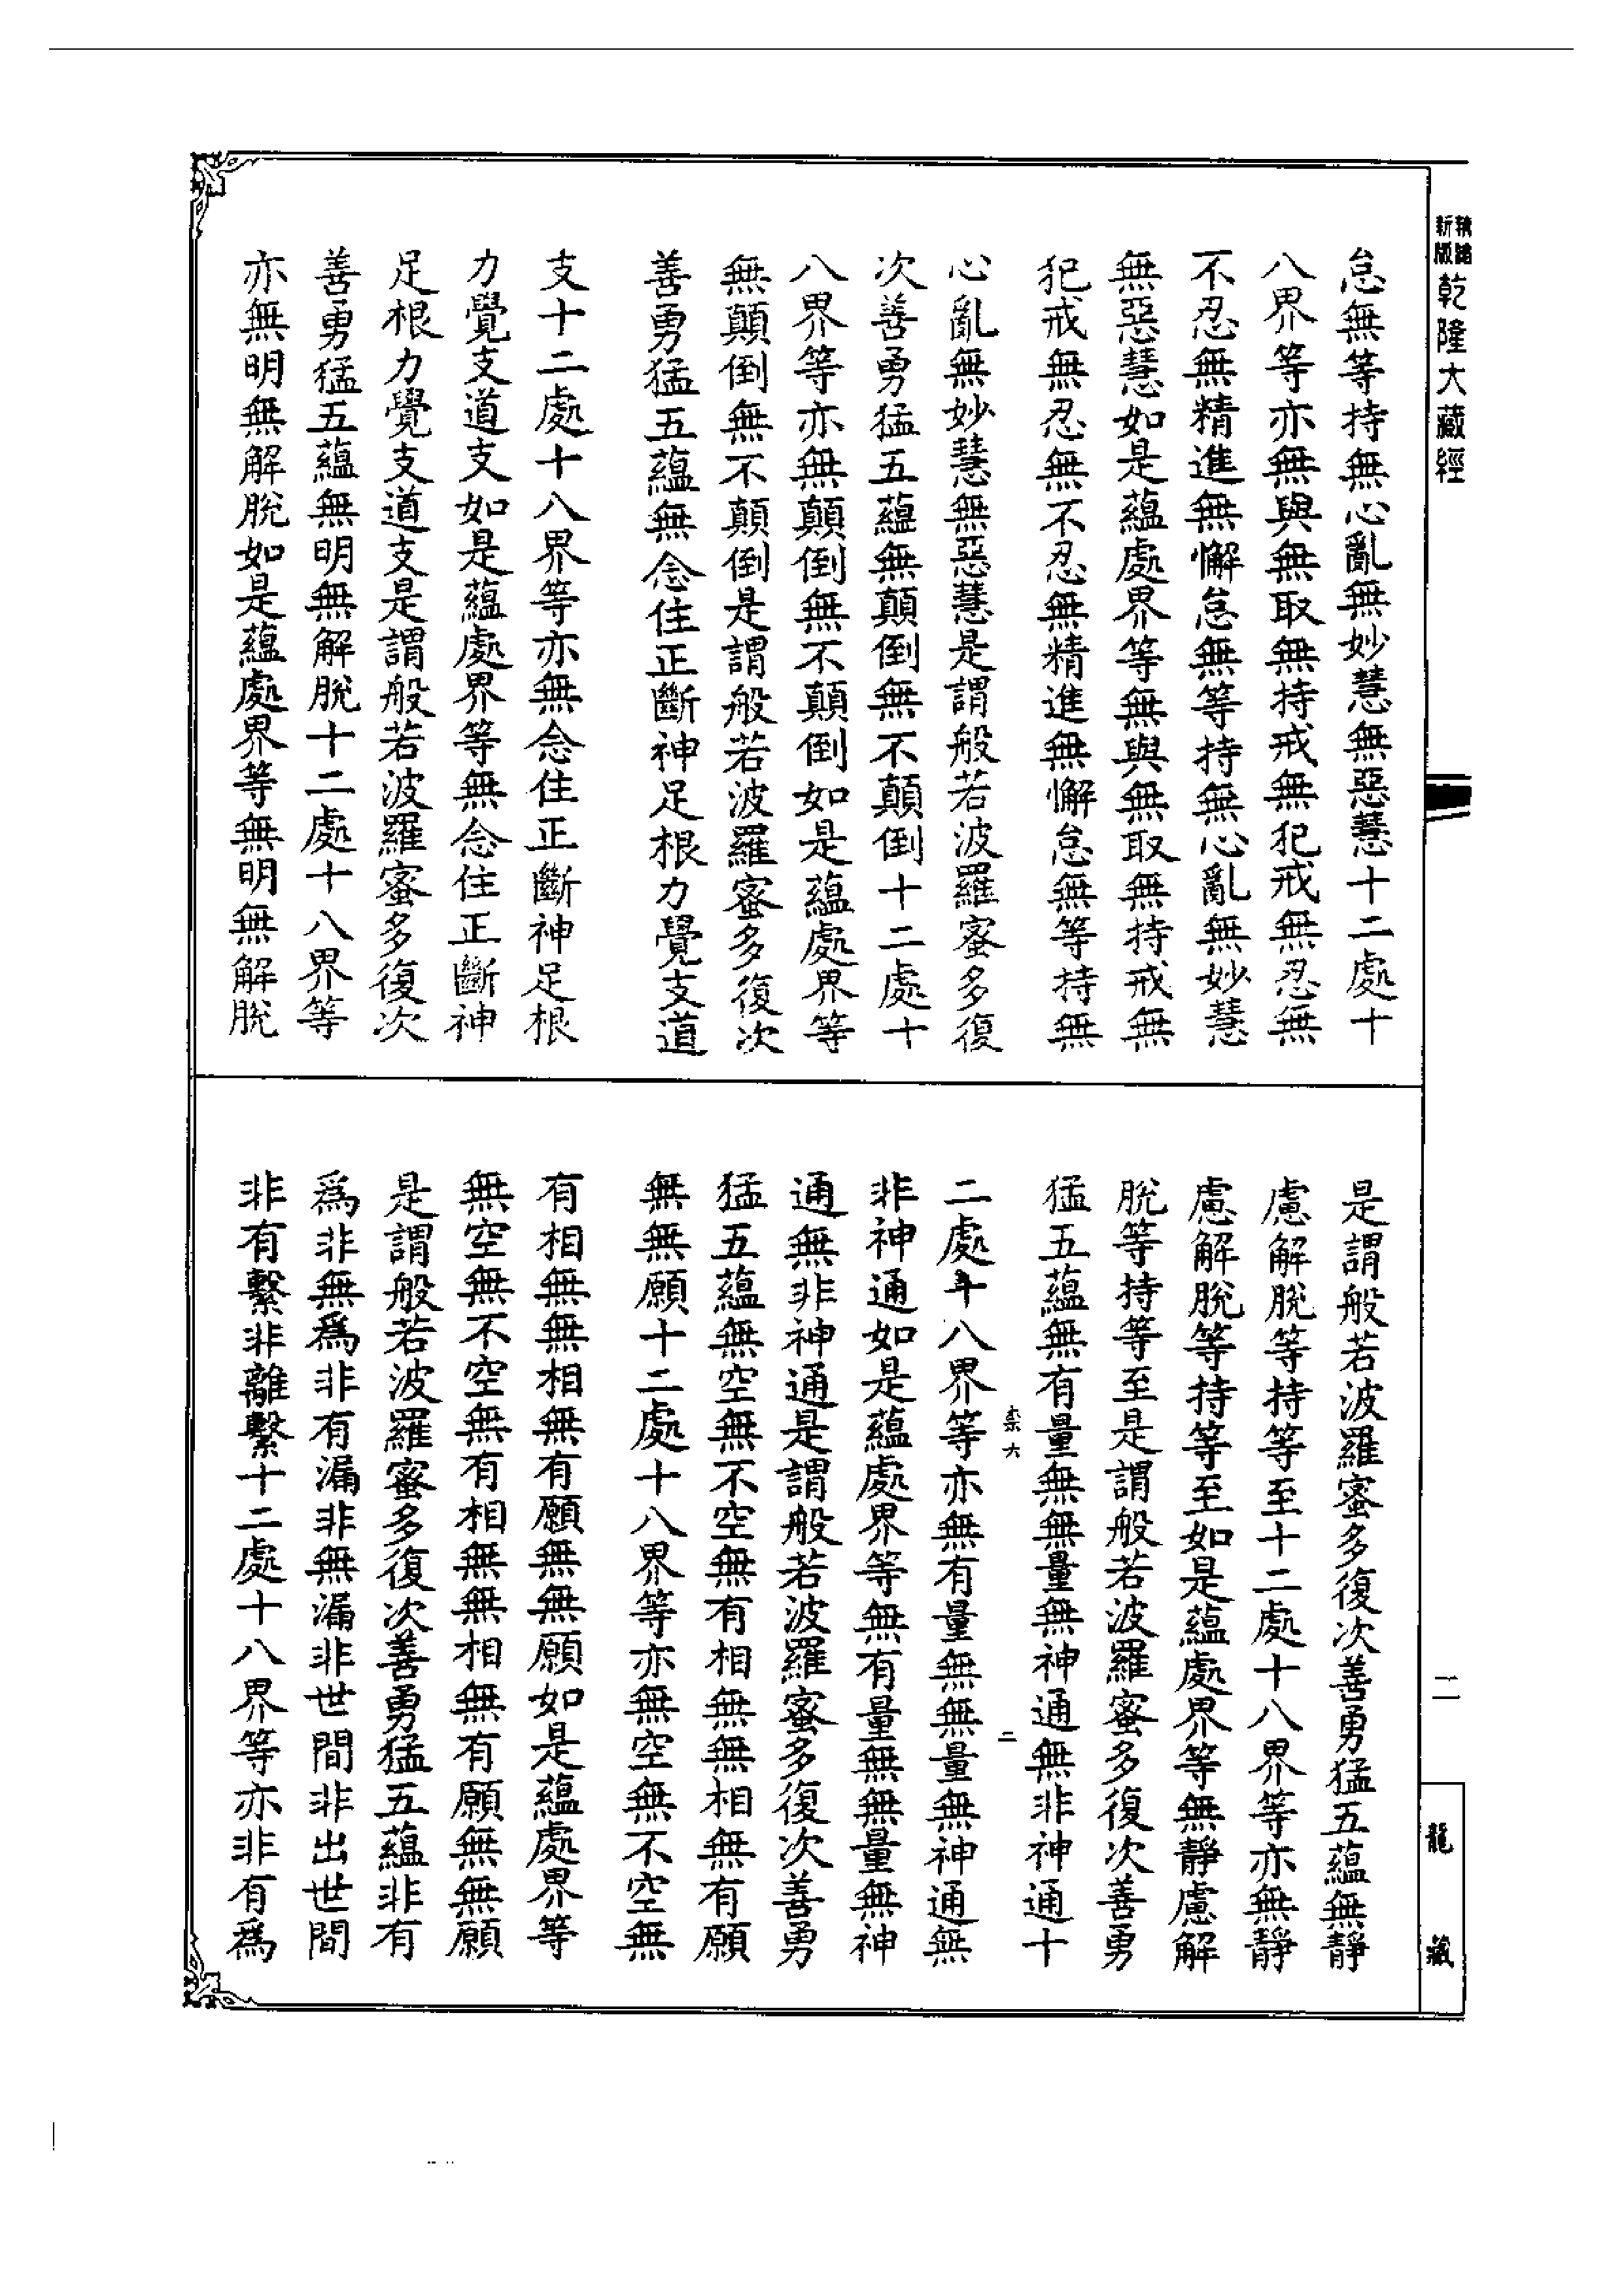 新版
乾隆大藏經
怠無等持無心亂無妙慧無惡慧十二處十
八界等亦無與無取無持戒無犯戒無忍無
不忍無精進無懈怠無等持無心亂無妙慧
無惡慧如是蘊處界等無與無取無持戒無
犯戒無忍無不忍無精進無懈怠無等持無
心亂無妙慧無惡慧是謂般若波羅蜜多復
次善勇猛五蘊無顛倒無不顛倒十二處十
八界等亦無顛倒無不顛倒如是蘊處界等
無顛倒無不顛倒是謂般若波羅蜜多復次
善勇猛五蘊無念住正斷神足根力覺支道
支十二處十八界等亦無念住正斷神足根
力覺支道支如是蘊處界等無念住正斷神
足根力覺支道支是謂般若波羅蜜多復次
善勇猛五蘊無明無解脫十二處十八界等
亦無明無解脫如是蘊處界等無明無解脫
是謂般若波羅蜜多復次善勇猛五蘊無靜
慮解脫等持等至十二處十八界等亦無靜
慮解脫等持等至如是蘊處界等無靜慮解
脫等持等至是謂般若波羅蜜多復次善勇
猛五蘊無有量無無量無神通無非神通十
柰六
二
二處十八界等亦無有量無無量無神通無
非神通如是蘊處界等無有量無無量無神
通無非神通是謂般若波羅蜜多復次善勇
猛五蘊無空無不空無有相無無相無有願
無無願十二處十八界等亦無空無不空無
有相無無相無有願無無願如是蘊處界等
無空無不空無有相無無相無有願無無願
是謂般若波羅蜜多復次善勇猛五蘊非有
爲非無爲非有漏非無漏非世間非出世間
非有繫非離繫十二處十八界等亦非有爲
二
龍藏